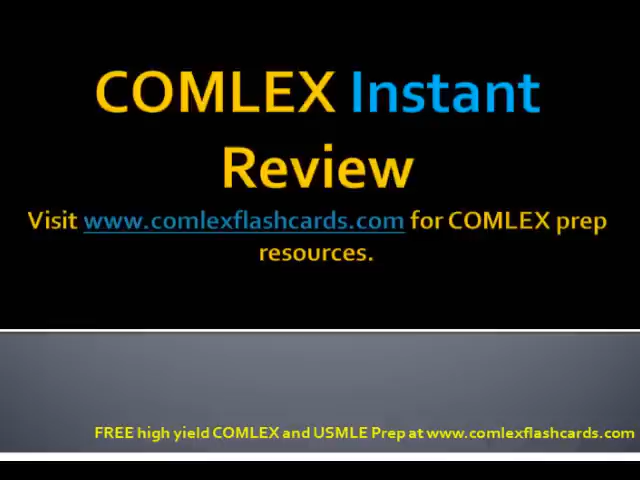 COMLEX Instant
Review
Visit www.comlexflashcards.com for COMLEX prep
resources.
FREE high yield COMLEX and USMLE Prep at www.comlexflashcards.com